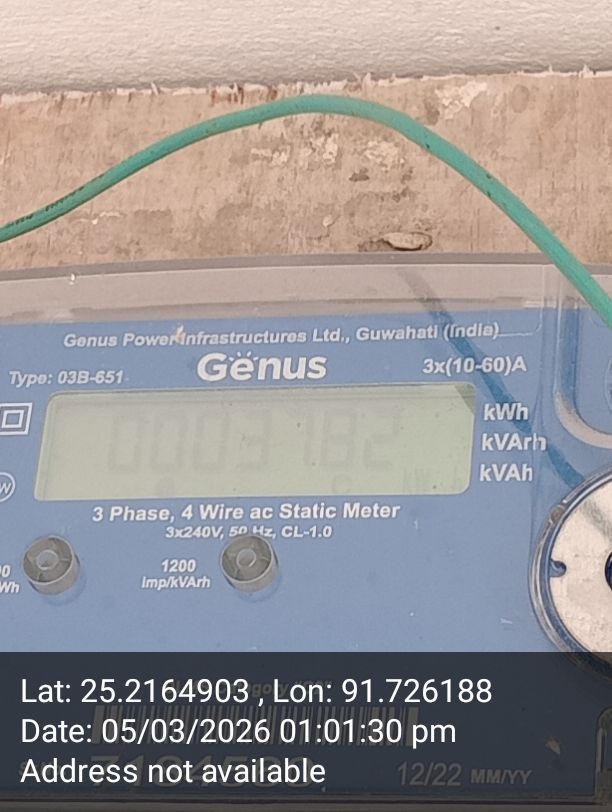 Genus Power Infrastructures Ltd., Guwahati (India)
Genus
Type: 03B-651
3x(10-60)A
kWh
kVArh
kVAh
3 Phase, 4 Wire ac Static Meter
3x240V, 50 Hz, CL-1.0
1200
imp/kVArh
Lat: 25.2164903 , Lon: 91.726188
Date: 05/03/2026 01:01:30 pm
Address not available
12/22 MM/YY